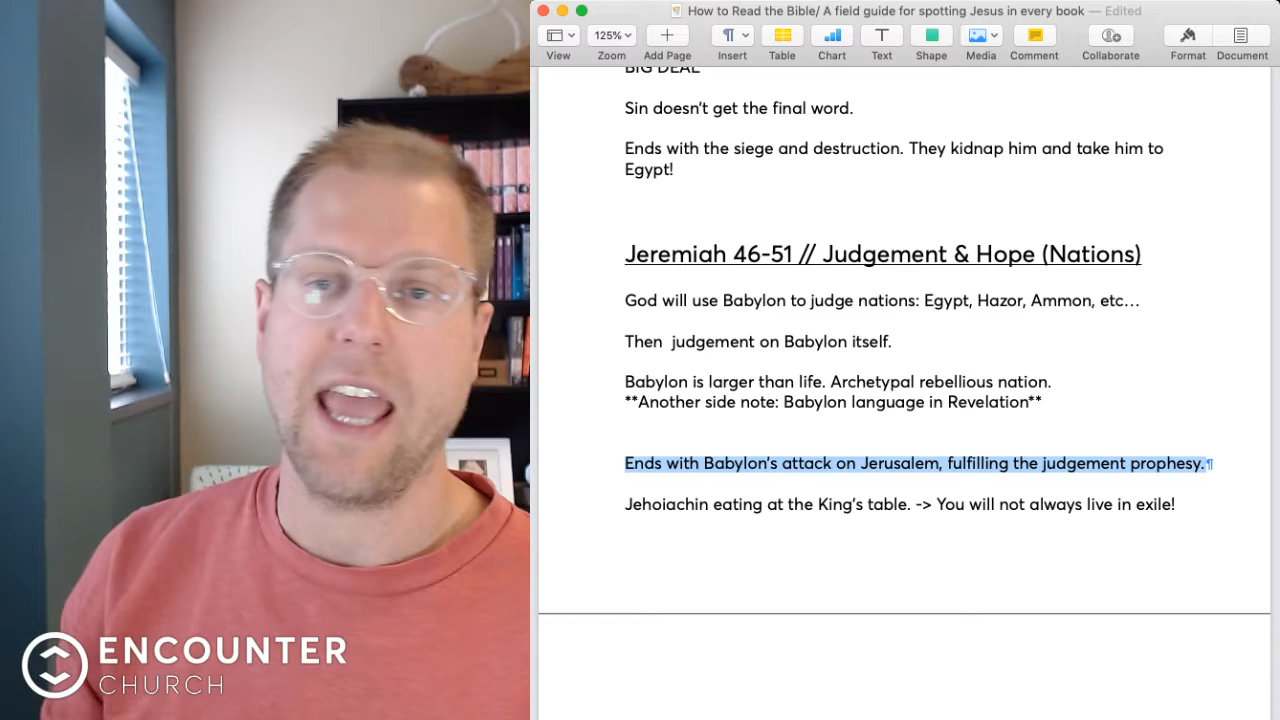 How to Read the Bible/ A field guide for spotting Jesus in every book — Edited
125%
View
Zoom
Add Page
Insert
Table
Chart
Text
Shape
Media
Comment
Collaborate
Format
Document
BIG DEAL
Sin doesn't get the final word.
Ends with the siege and destruction. They kidnap him and take him to
Egypt!
Jeremiah 46-51 // Judgement & Hope (Nations)
God will use Babylon to judge nations: Egypt, Hazor, Ammon, etc…
Then judgement on Babylon itself.
Babylon is larger than life. Archetypal rebellious nation.
**Another side note: Babylon language in Revelation**
Ends with Babylon's attack on Jerusalem, fulfilling the judgement prophesy.¶
Jehoiachin eating at the King's table. -> You will not always live in exile!
ENCOUNTER
CHURCH